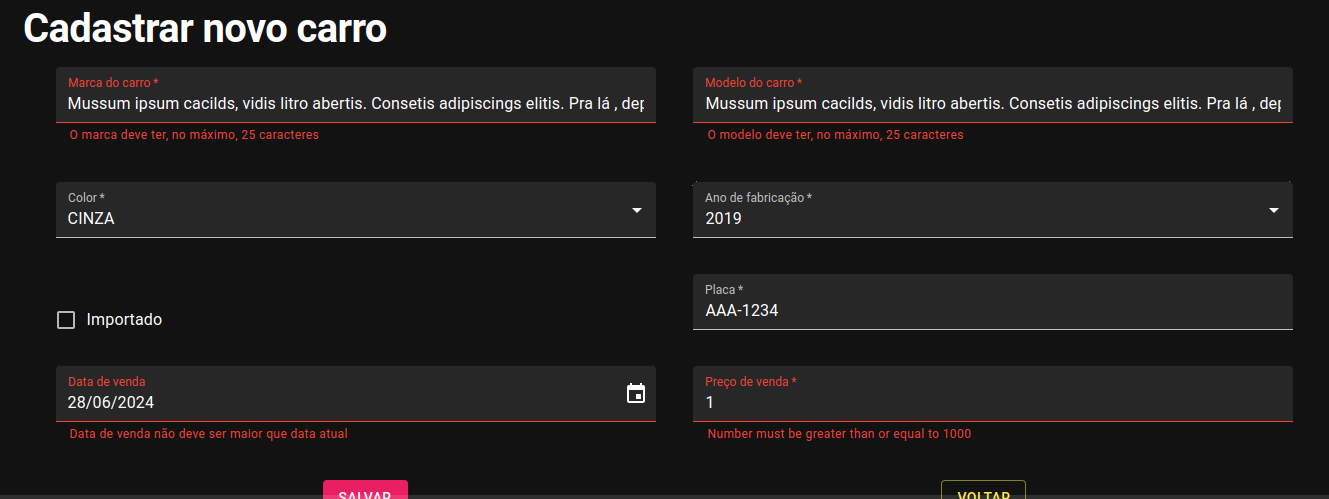 Cadastrar novo carro
Marca do carro *
Mussum ipsum cacilds, vidis litro abertis. Consetis adipiscings elitis. Pra lá , dep
O marca deve ter, no máximo, 25 caracteres
Modelo do carro *
Mussum ipsum cacilds, vidis litro abertis. Consetis adipiscings elitis. Pra lá , dep
O modelo deve ter, no máximo, 25 caracteres
Color *
CINZA
Ano de fabricação *
2019
Importado
Placa *
AAA-1234
Data de venda
28/06/2024
Data de venda não deve ser maior que data atual
Preço de venda *
1
Number must be greater than or equal to 1000
SALVAR
VOLTAR